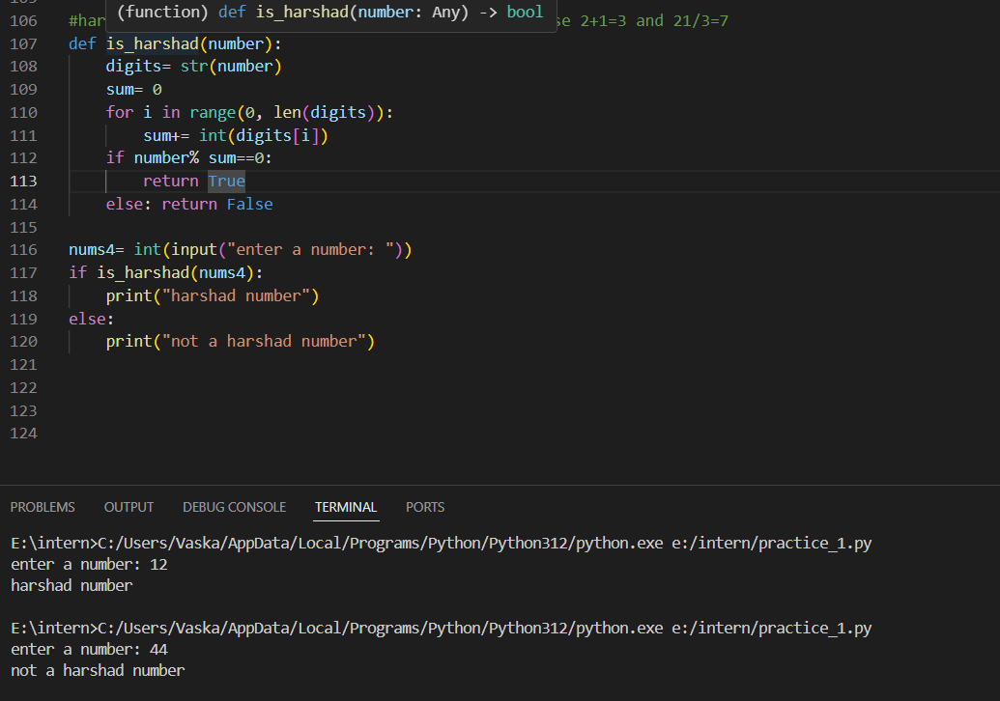 (function) def is_harshad(number: Any) -> bool
106 #har se 2+1=3 and 21/3=7
107 def is_harshad(number):
108     digits= str(number)
109     sum= 0
110     for i in range(0, len(digits)):
111         sum+= int(digits[i])
112     if number% sum==0:
113         return True
114     else: return False
115
116 nums4= int(input("enter a number: "))
117 if is_harshad(nums4):
118     print("harshad number")
119 else:
120     print("not a harshad number")
121
122
123
124
PROBLEMS OUTPUT DEBUG CONSOLE TERMINAL PORTS
E:\intern>C:/Users/Vaska/AppData/Local/Programs/Python/Python312/python.exe e:/intern/practice_1.py
enter a number: 12
harshad number
E:\intern>C:/Users/Vaska/AppData/Local/Programs/Python/Python312/python.exe e:/intern/practice_1.py
enter a number: 44
not a harshad number